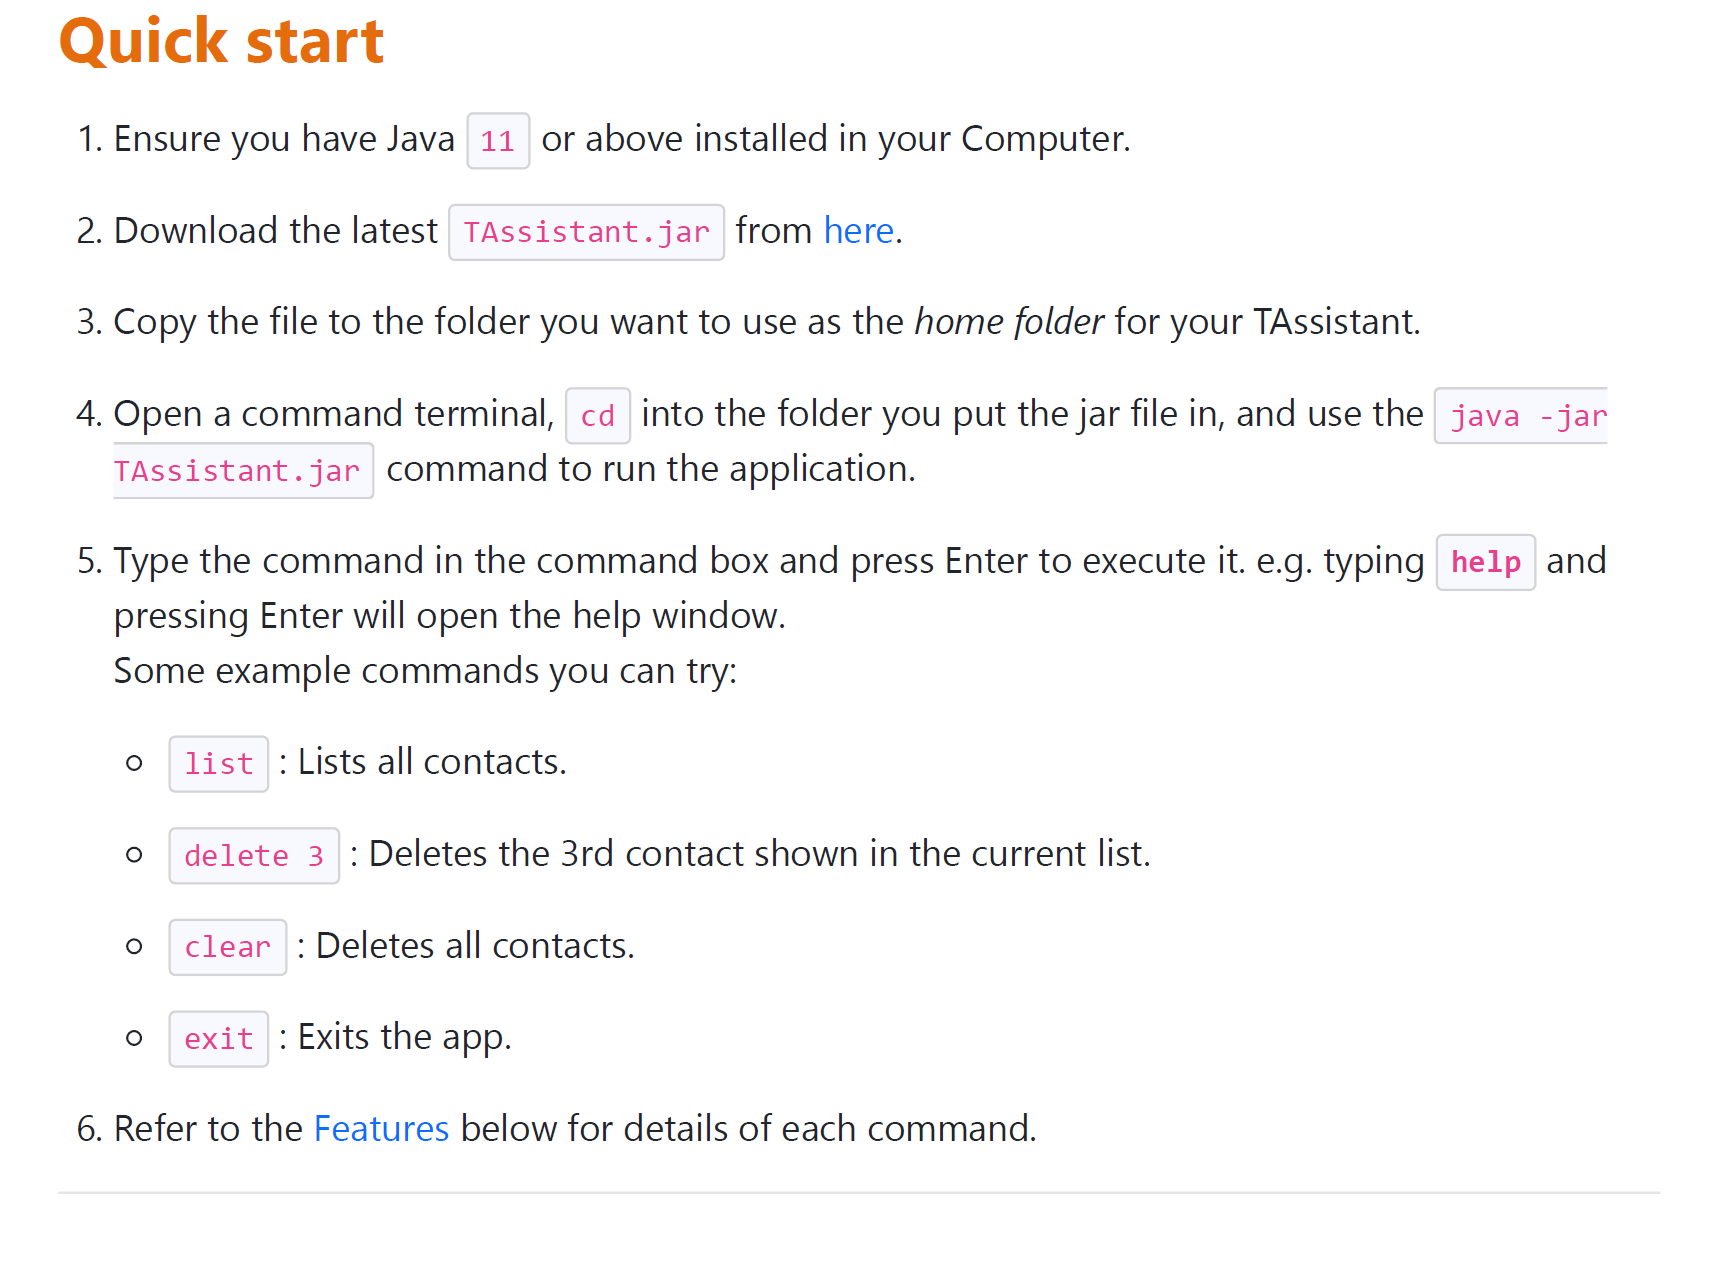 Quick start
1. Ensure you have Java 11 or above installed in your Computer.
2. Download the latest TAssistant.jar from here.
3. Copy the file to the folder you want to use as the home folder for your TAssistant.
4. Open a command terminal, cd into the folder you put the jar file in, and use the java -jar
TAssistant.jar command to run the application.
5. Type the command in the command box and press Enter to execute it. e.g. typing help and
pressing Enter will open the help window.
Some example commands you can try:
list : Lists all contacts.
delete 3 : Deletes the 3rd contact shown in the current list.
clear : Deletes all contacts.
exit : Exits the app.
6. Refer to the Features below for details of each command.